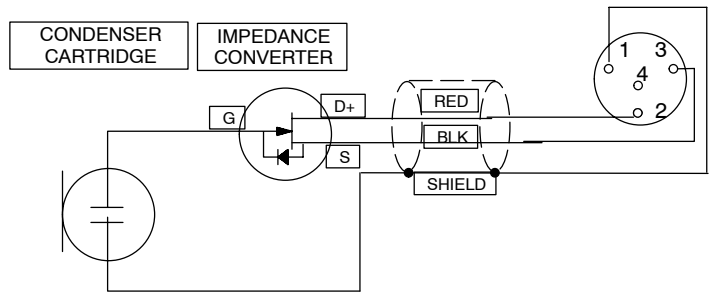 CONDENSER
CARTRIDGE
IMPEDANCE
CONVERTER
1 3
4
2
G
D+
S
RED
BLK
SHIELD